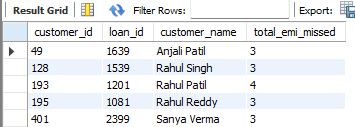 Result Grid Filter Rows: Export:
customer_id loan_id customer_name total_emi_missed
49 1639 Anjali Patil 3
128 1539 Rahul Singh 3
193 1201 Rahul Patil 4
195 1081 Rahul Reddy 3
401 2399 Sanya Verma 3